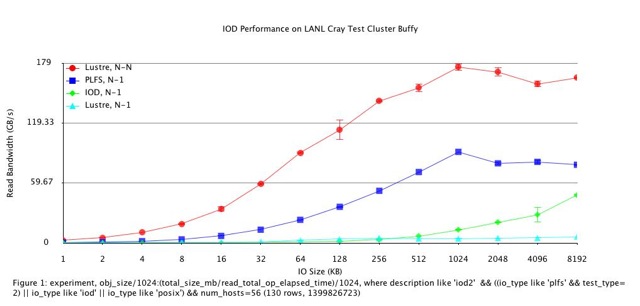 IOD Performance on LANL Cray Test Cluster Buffy
179
119.33
59.67
0
Read Bandwidth (GB/s)
Lustre, N-N
PLFS, N-1
IOD, N-1
Lustre, N-1
1 2 4 8 16 32 64 128 256 512 1024 2048 4096 8192
IO Size (KB)
Figure 1: experiment, obj_size/1024:(total_size_mb/read_total_op_elapsed_time)/1024, where description like 'iod2'  && ((io_type like 'plfs' && test_type=
2) || io_type like 'iod' || io_type like 'posix') && num_hosts=56 (130 rows, 1399826723)